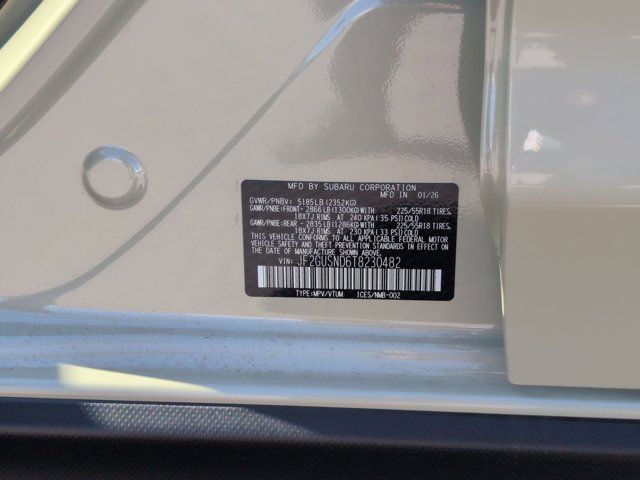 MFD BY SUBARU CORPORATION
MFD IN 01/26
GVWR/PNBV: 5185LB(2352KG)
GAWR/PNBE:FRONT- 2866LB(1300KG)WITH 225/55R18 TIRES.
18X7J RIMS AT 240 KPA(35 PSI)COLD
GAWR/PNBE:REAR - 2835LB(1286KG)WITH 225/55R18 TIRES.
18X7J RIMS AT 230 KPA(33 PSI)COLD
THIS VEHICLE CONFORMS TO ALL APPLICABLE FEDERAL MOTOR
VEHICLE SAFETY, BUMPER, AND THEFT PREVENTION STANDARDS
IN EFFECT ON THE DATE OF MANUFACTURE SHOWN ABOVE.
VIN: JF2GUSND6T8230482
TYPE:MPV/VTUM ICES/NMB-002